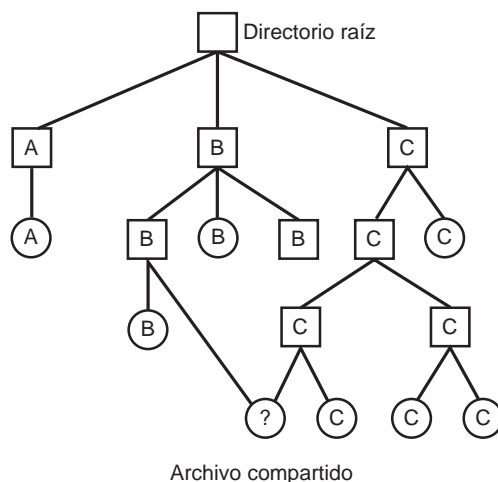 Directorio raíz
A B C
A B B B C C
B C C
? C C C
Archivo compartido